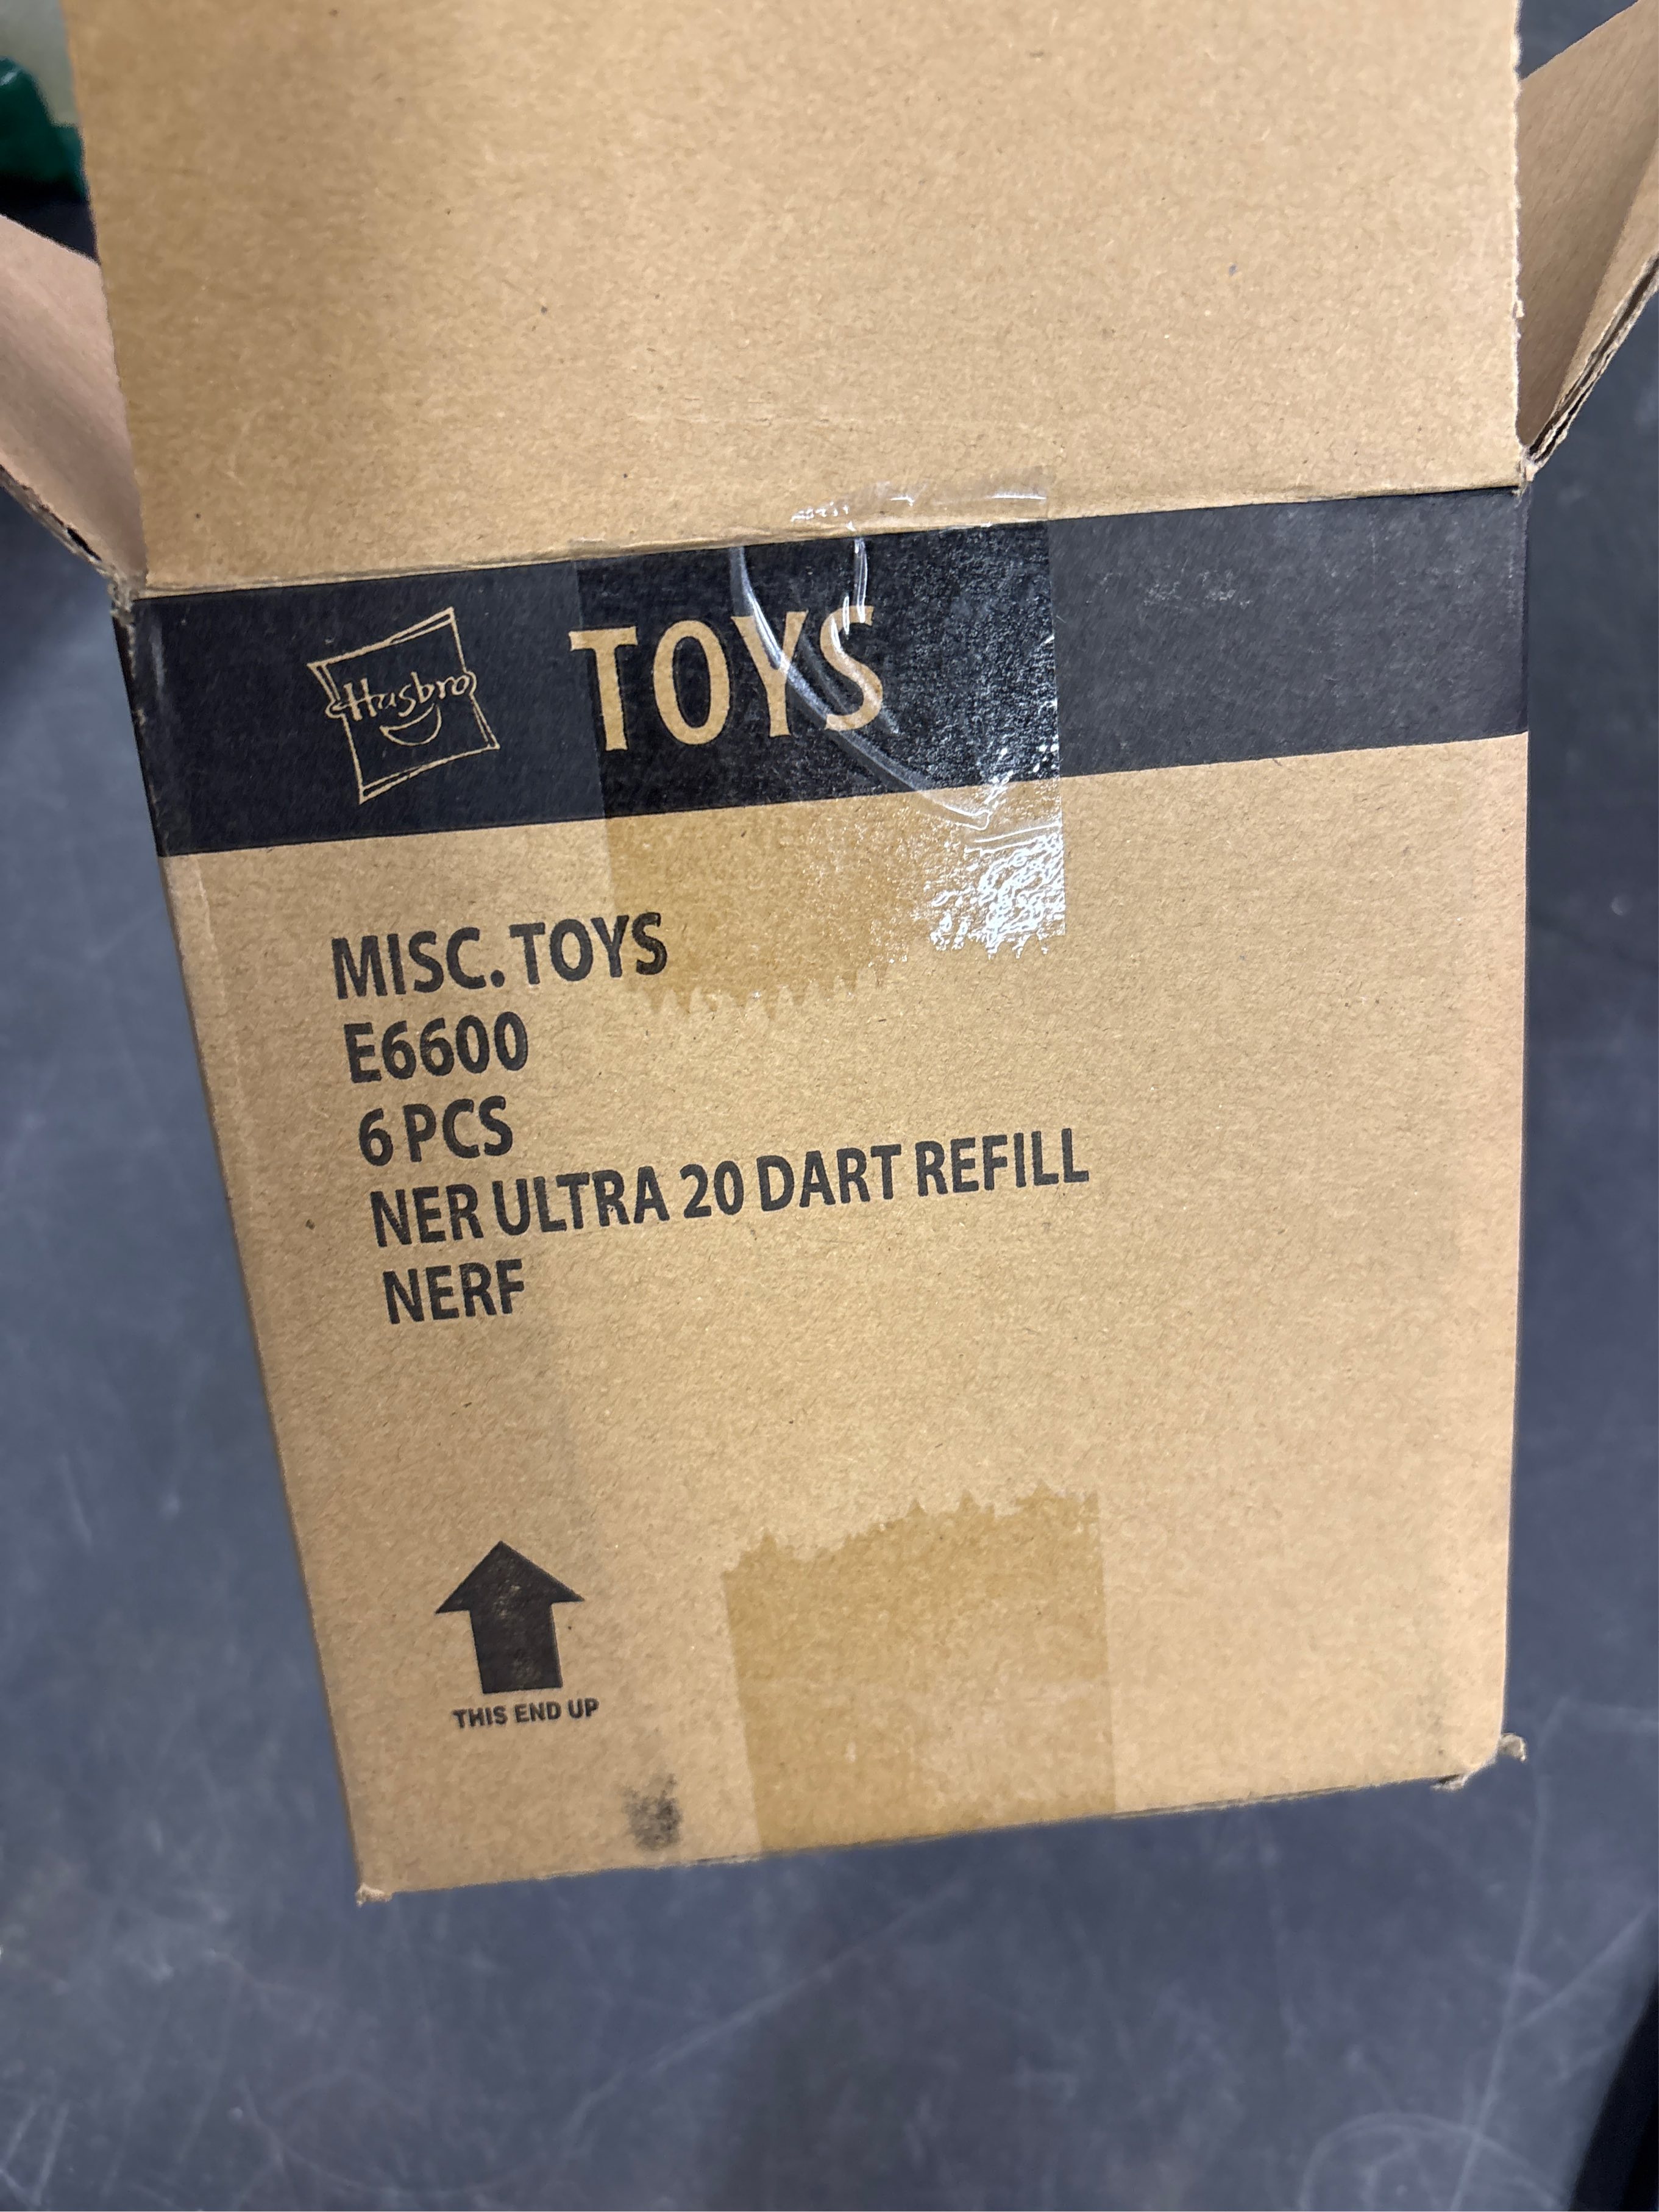 Hasbro TOYS
MISC. TOYS
E6600
6 PCS
NER ULTRA 20 DART REFILL
NERF
THIS END UP